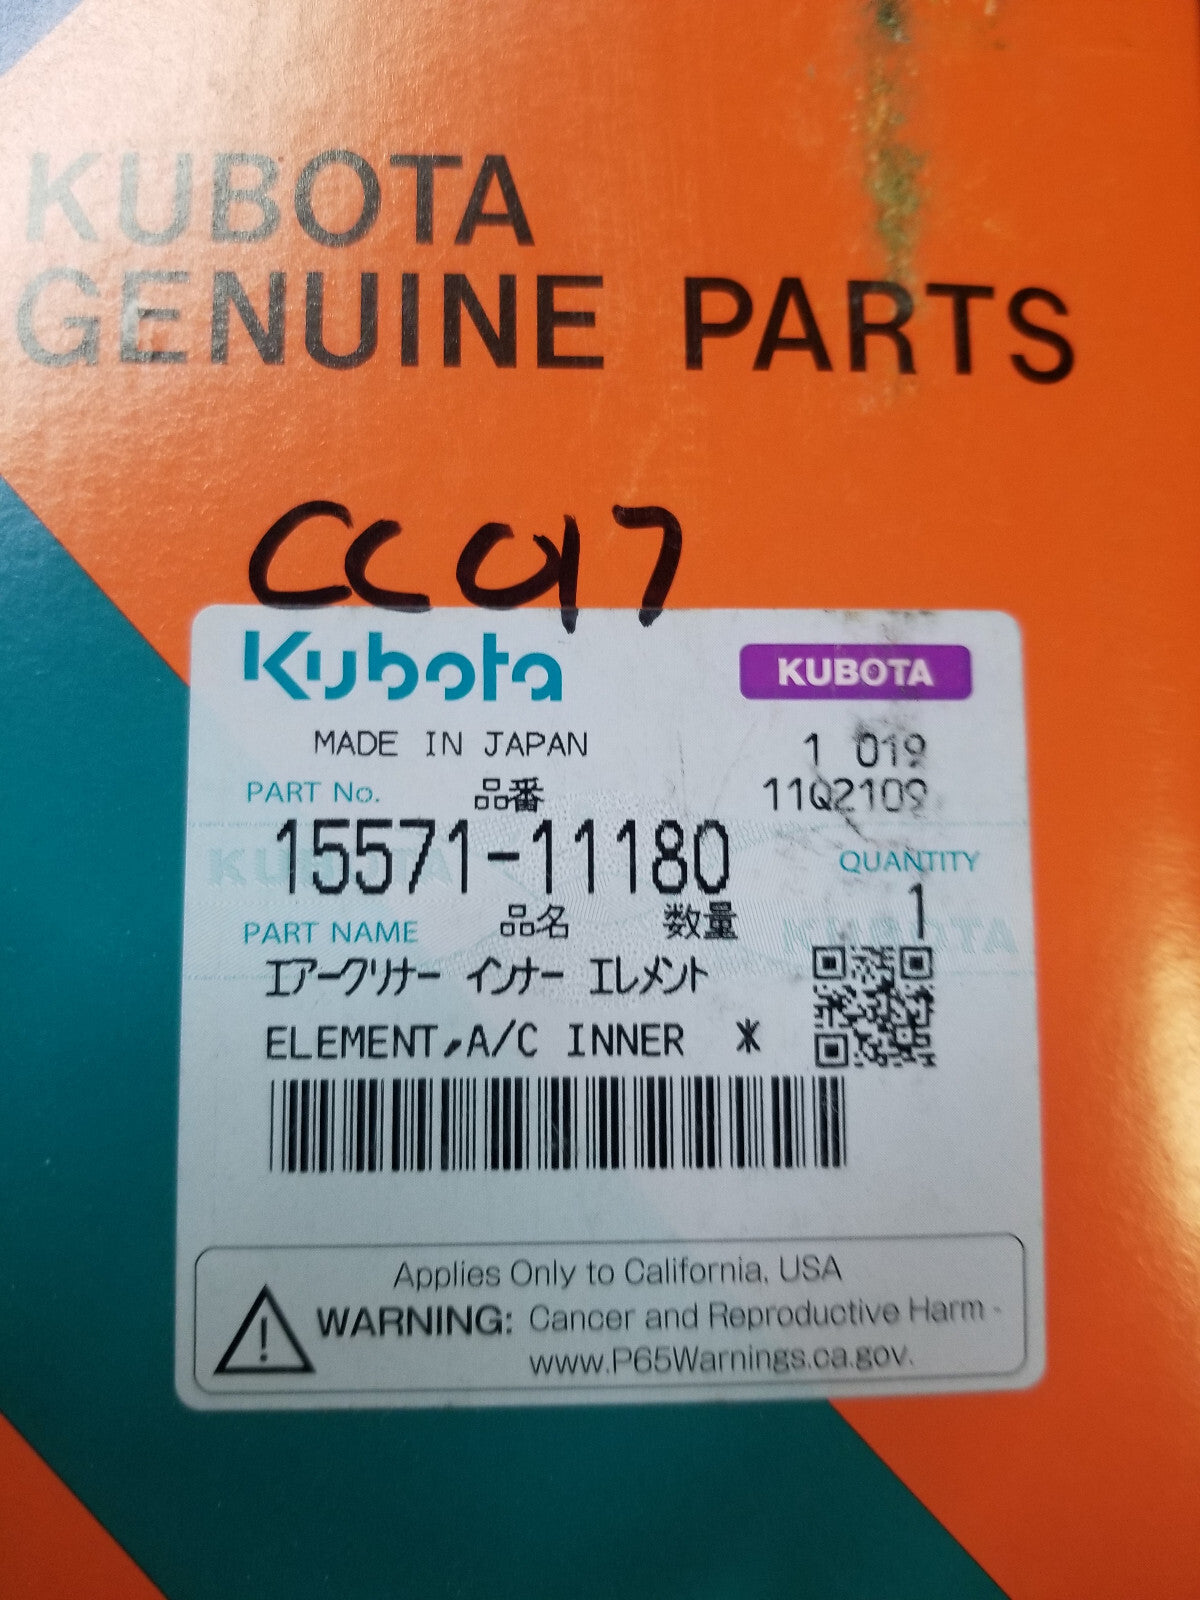 KUBOTA
GENUINE PARTS
CC017
Kubota KUBOTA
MADE IN JAPAN 1 019
PART No. 品番 11Q2109
15571-11180
QUANTITY
1
PART NAME 品名 数量
エアークリナー インナー エレメント
ELEMENT,A/C INNER *
KUBOTA KUBOTA
Applies Only to California, USA
WARNING: Cancer and Reproductive Harm -
www.P65Warnings.ca.gov.